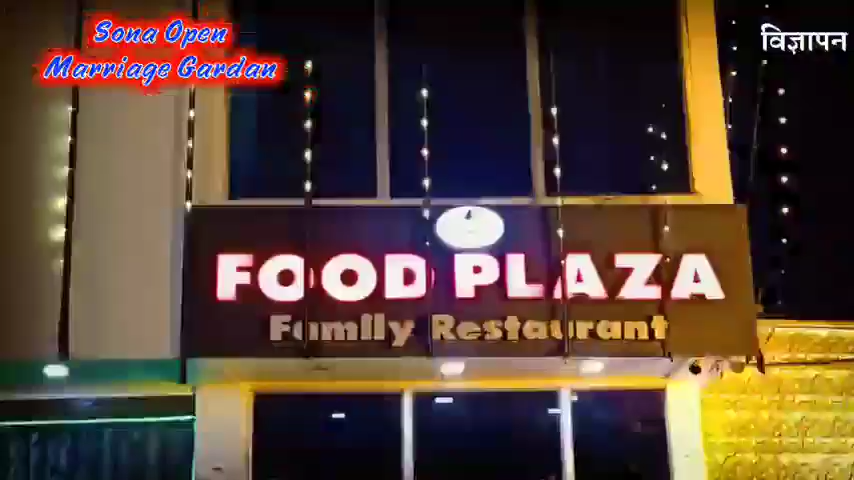 Sona Open
Marriage Gardan
विज्ञापन
FOOD PLAZA
Family Restaurant